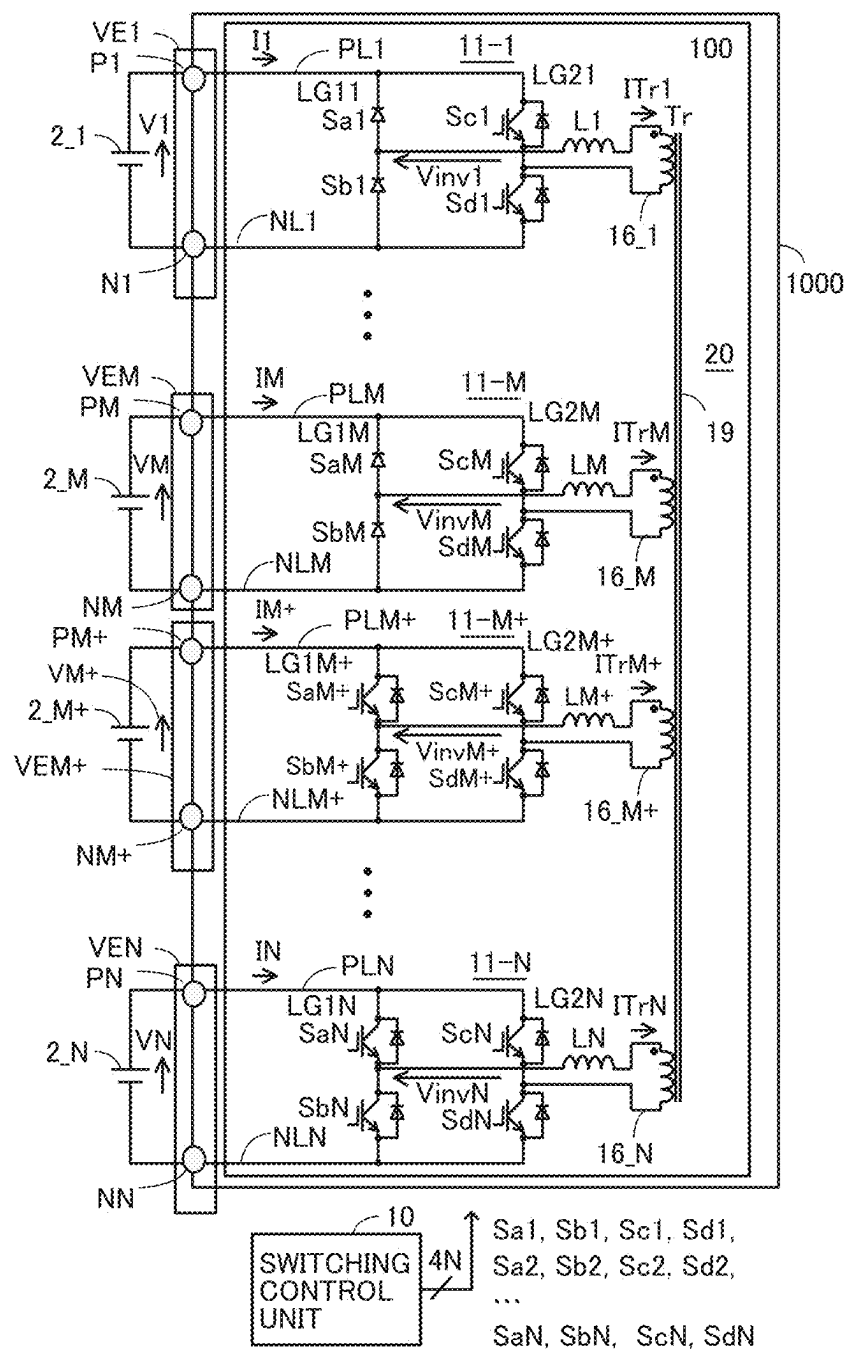 VE1
P1
I1
PL1
11-1
100
LG11
LG21
Sa1
Sc1
L1
ITr1
Tr
2_1
V1
Vinv1
Sb1
Sd1
NL1
16_1
N1
1000
VEM
PM
IM
PLM
11-M
20
LG1M
LG2M
SaM
ScM
LM
ITrM
19
2_M
VM
VinvM
SbM
SdM
NLM
16_M
NM
PM+
IM+
PLM+
11-M+
VM+
LG1M+
LG2M+
SaM+
ScM+
LM+
ITrM+
2_M+
VinvM+
VEM+
SbM+
SdM+
NLM+
16_M+
NM+
VEN
PN
IN
PLN
11-N
LG1N
LG2N
SaN
ScN
LN
ITrN
2_N
VN
VinvN
SbN
SdN
NLN
16_N
NN
10
SWITCHING
CONTROL
UNIT
4N
Sa1, Sb1, Sc1, Sd1,
Sa2, Sb2, Sc2, Sd2,
...
SaN, SbN, ScN, SdN